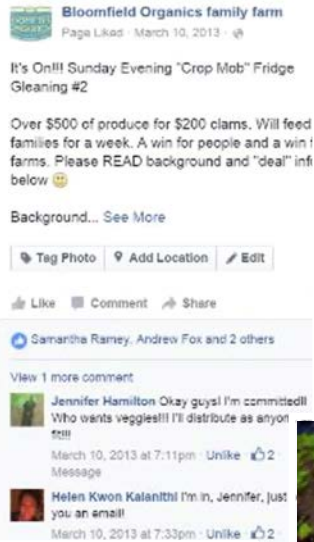 Bloomfield Organics family farm
Page Liked · March 10, 2013 ·
It's On!!! Sunday Evening "Crop Mob" Fridge
Gleaning #2
Over $500 of produce for $200 clams. Will feed
families for a week. A win for people and a win f
farms. Please READ background and "deal" inf
below
Background... See More
Tag Photo Add Location Edit
Like Comment Share
Samantha Ramey, Andrew Fox and 2 others
View 1 more comment
Jennifer Hamilton Okay guys! I'm committed!!
Who wants veggies!!! I'll distribute as anyon
fit!!!
March 10, 2013 at 7:11pm · Unlike · 2 ·
Message
Helen Kwon Kalanithi I'm in, Jennifer, just
you an email!
March 10, 2013 at 7:33pm · Unlike · 2 ·